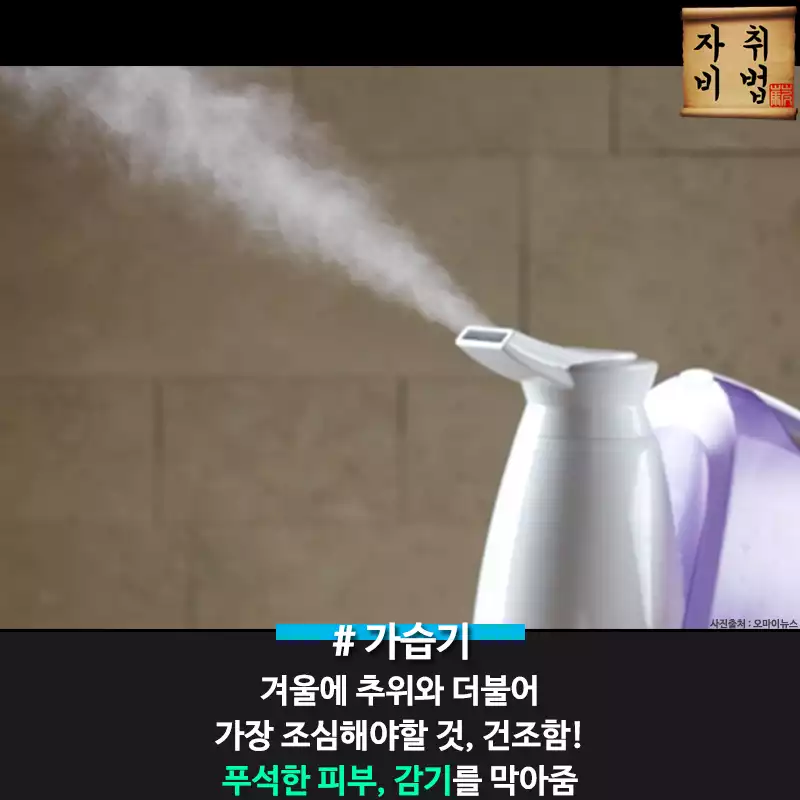 자취
비법
사진출처 : 오마이뉴스
# 가습기
겨울에 추위와 더불어
가장 조심해야할 것, 건조함!
푸석한 피부, 감기를 막아줌